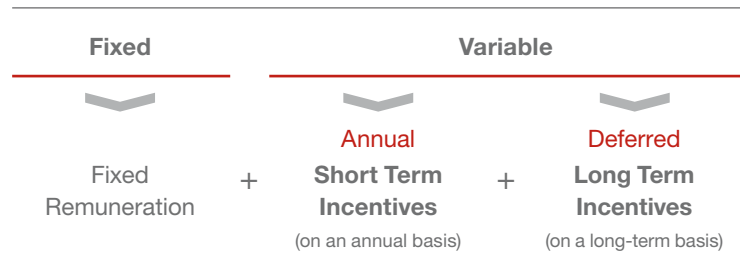 Fixed
Variable
Annual
Deferred
Fixed
Remuneration
+
Short Term
Incentives
(on an annual basis)
+
Long Term
Incentives
(on a long-term basis)